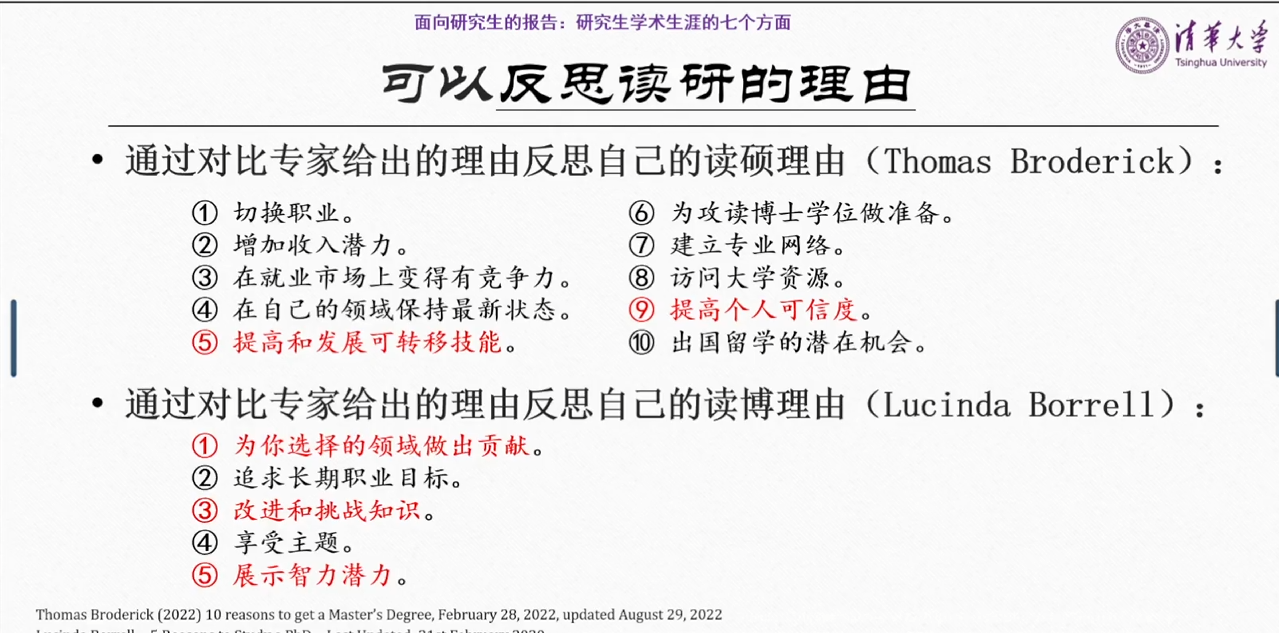 面向研究生的报告：研究生学术生涯的七个方面
清华大学
Tsinghua University
可以反思读研的理由
• 通过对比专家给出的理由反思自己的读硕理由（Thomas Broderick）：
① 切换职业。
② 增加收入潜力。
③ 在就业市场上变得有竞争力。
④ 在自己的领域保持最新状态。
⑤ 提高和发展可转移技能。
⑥ 为攻读博士学位做准备。
⑦ 建立专业网络。
⑧ 访问大学资源。
⑨ 提高个人可信度。
⑩ 出国留学的潜在机会。
• 通过对比专家给出的理由反思自己的读博理由（Lucinda Borrell）：
① 为你选择的领域做出贡献。
② 追求长期职业目标。
③ 改进和挑战知识。
④ 享受主题。
⑤ 展示智力潜力。
Thomas Broderick (2022) 10 reasons to get a Master's Degree, February 28, 2022, updated August 29, 2022